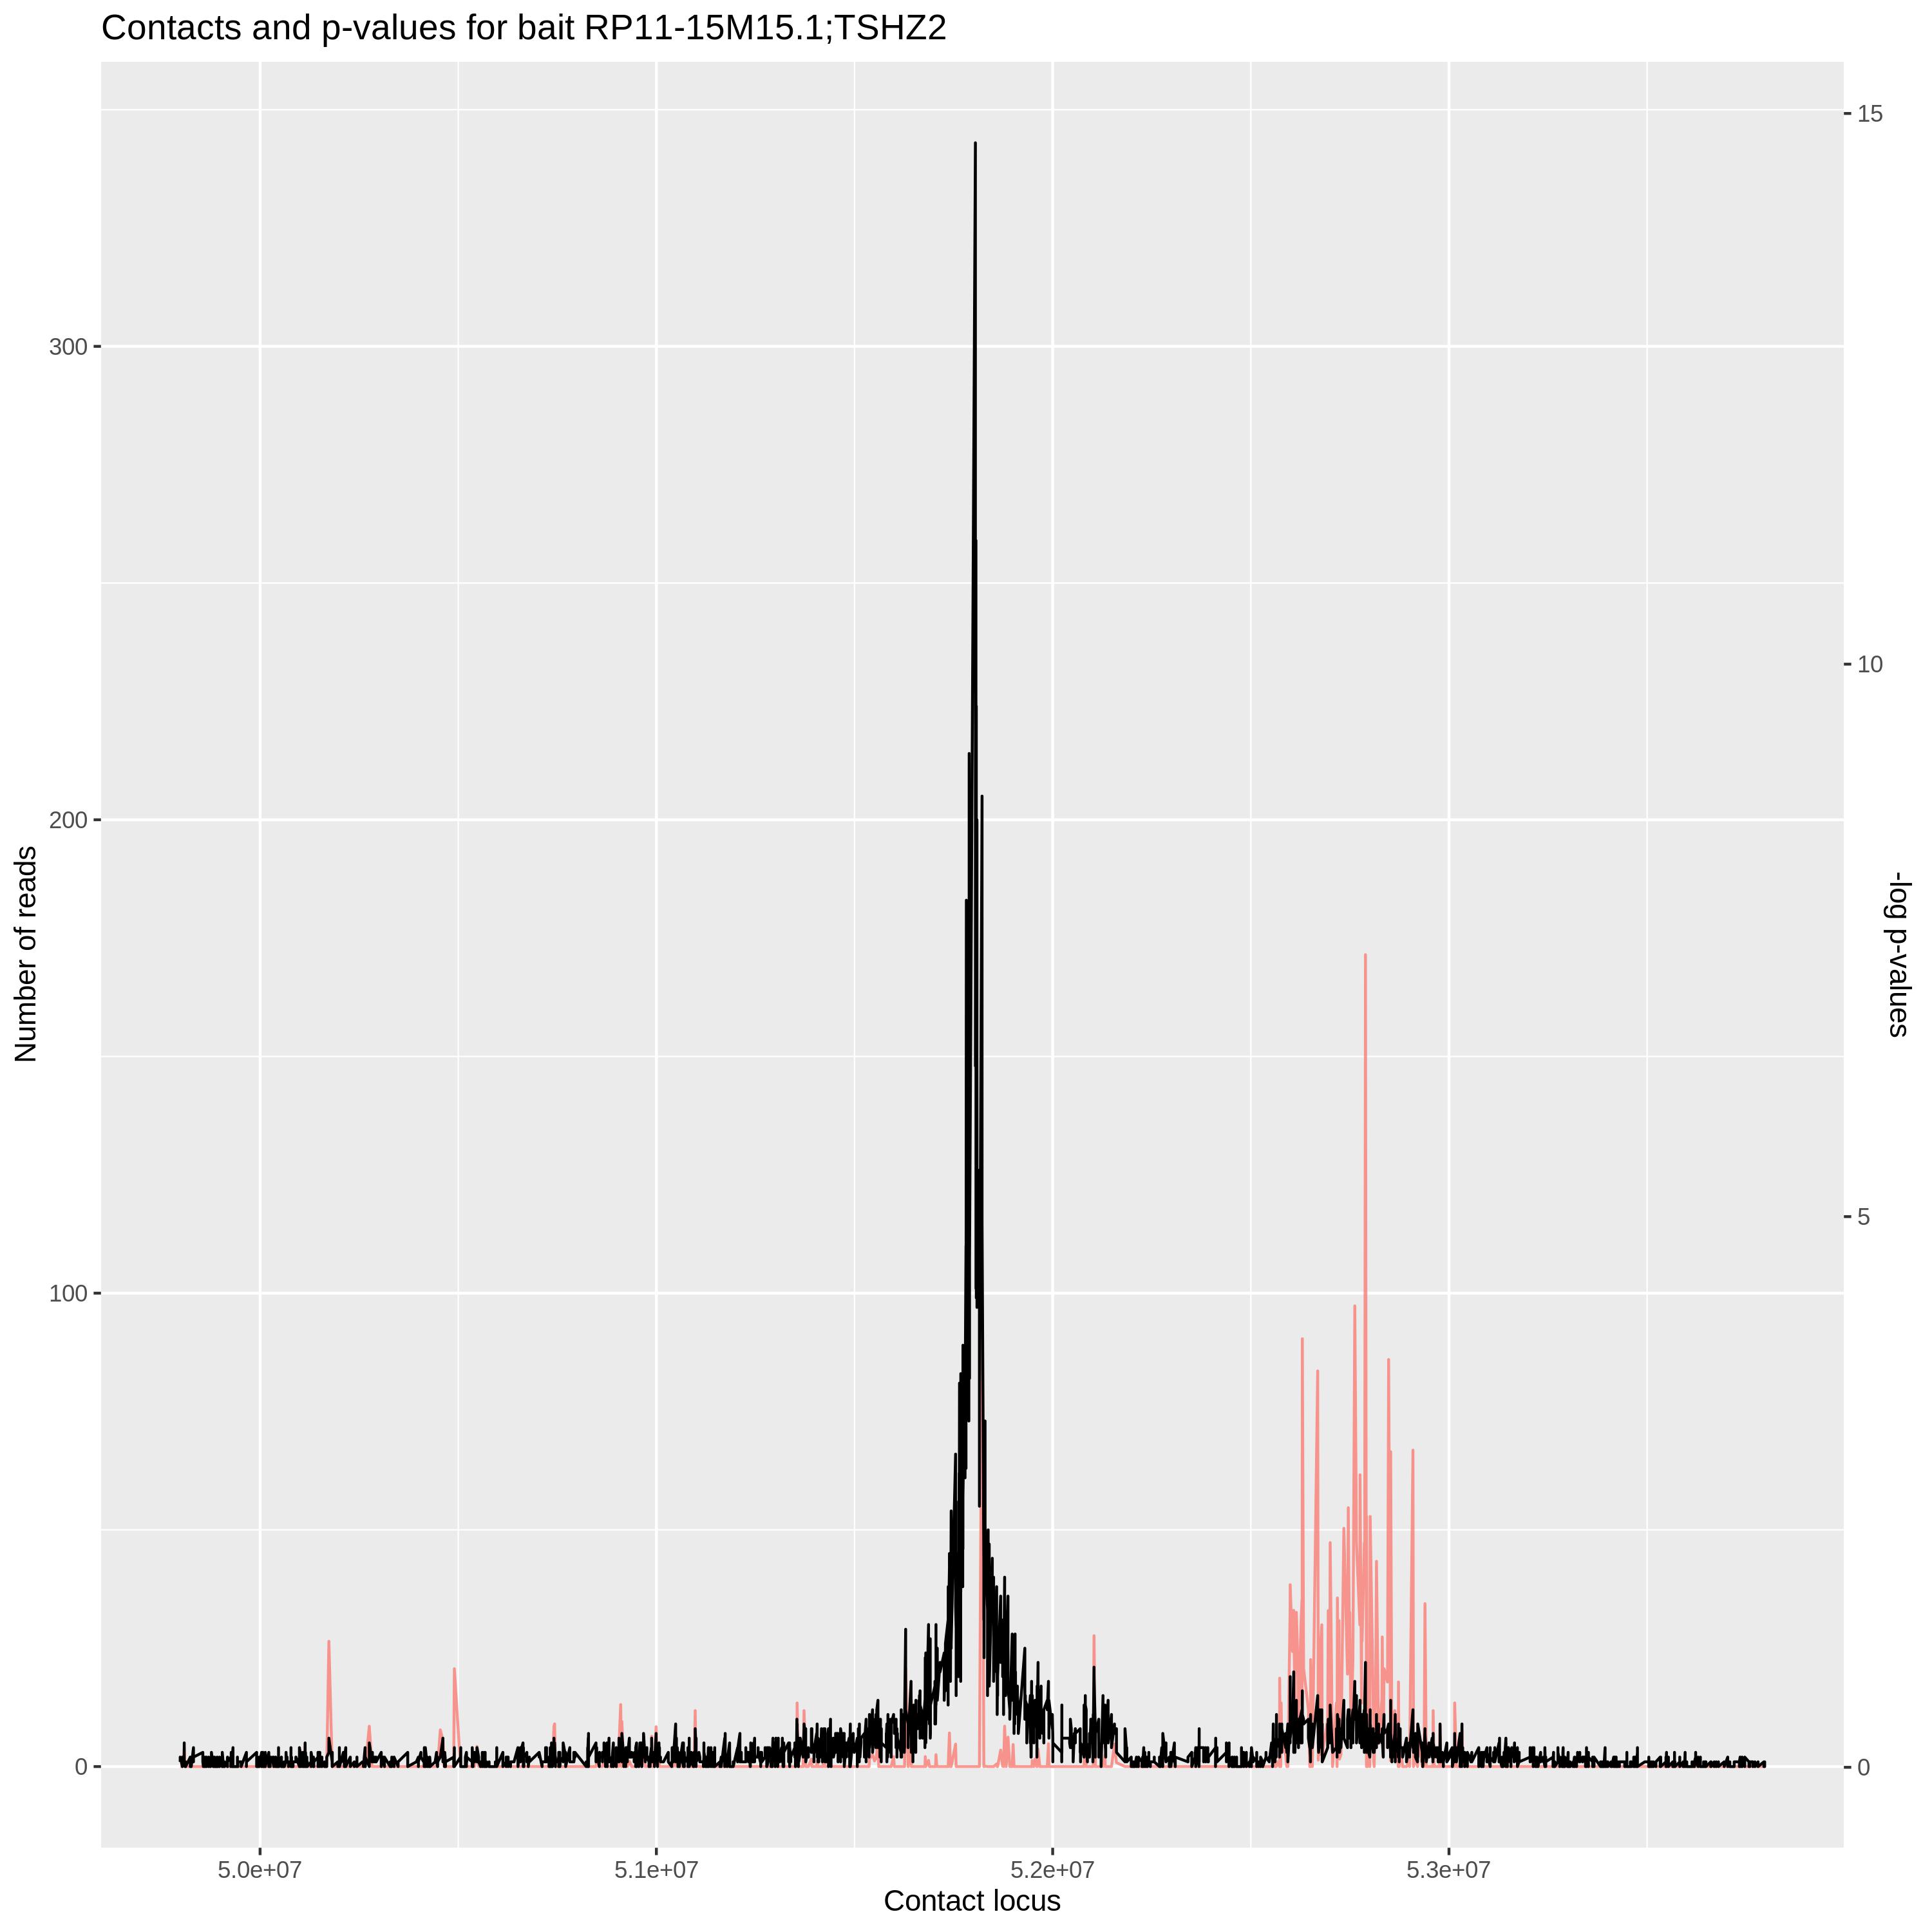 Contacts and p-values for bait RP11-15M15.1;TSHZ2
Number of reads
300
200
100
0
15
10
5
0
-log p-values
5.0e+07 5.1e+07 5.2e+07 5.3e+07
Contact locus